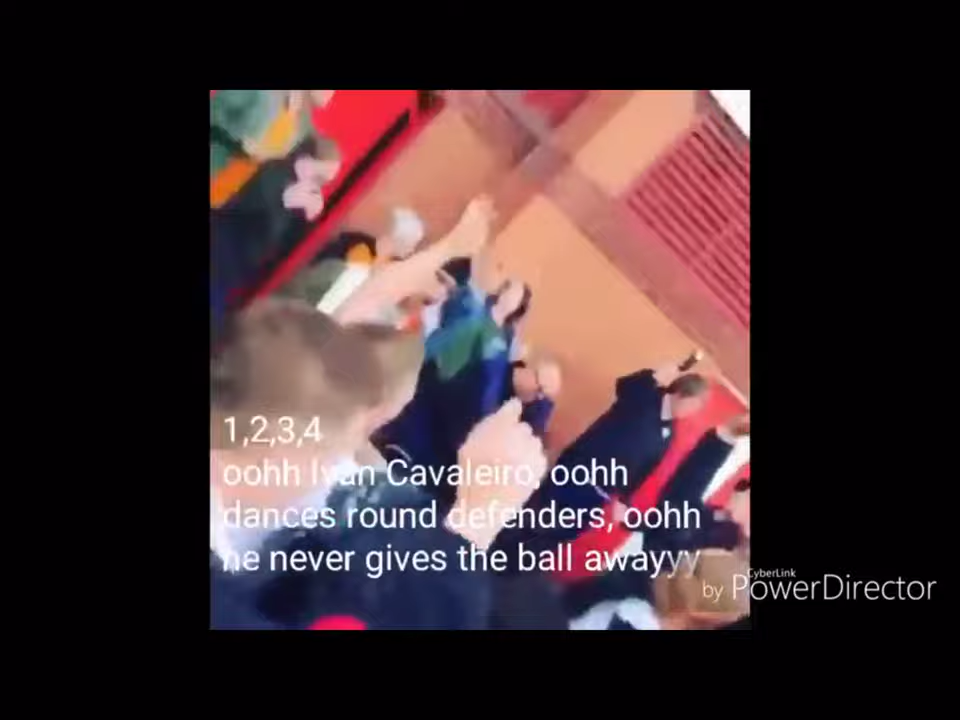 1,2,3,4
oohh Ivan Cavaleiro, oohh
dances round defenders, oohh
he never gives the ball awayyy
CyberLink
by PowerDirector